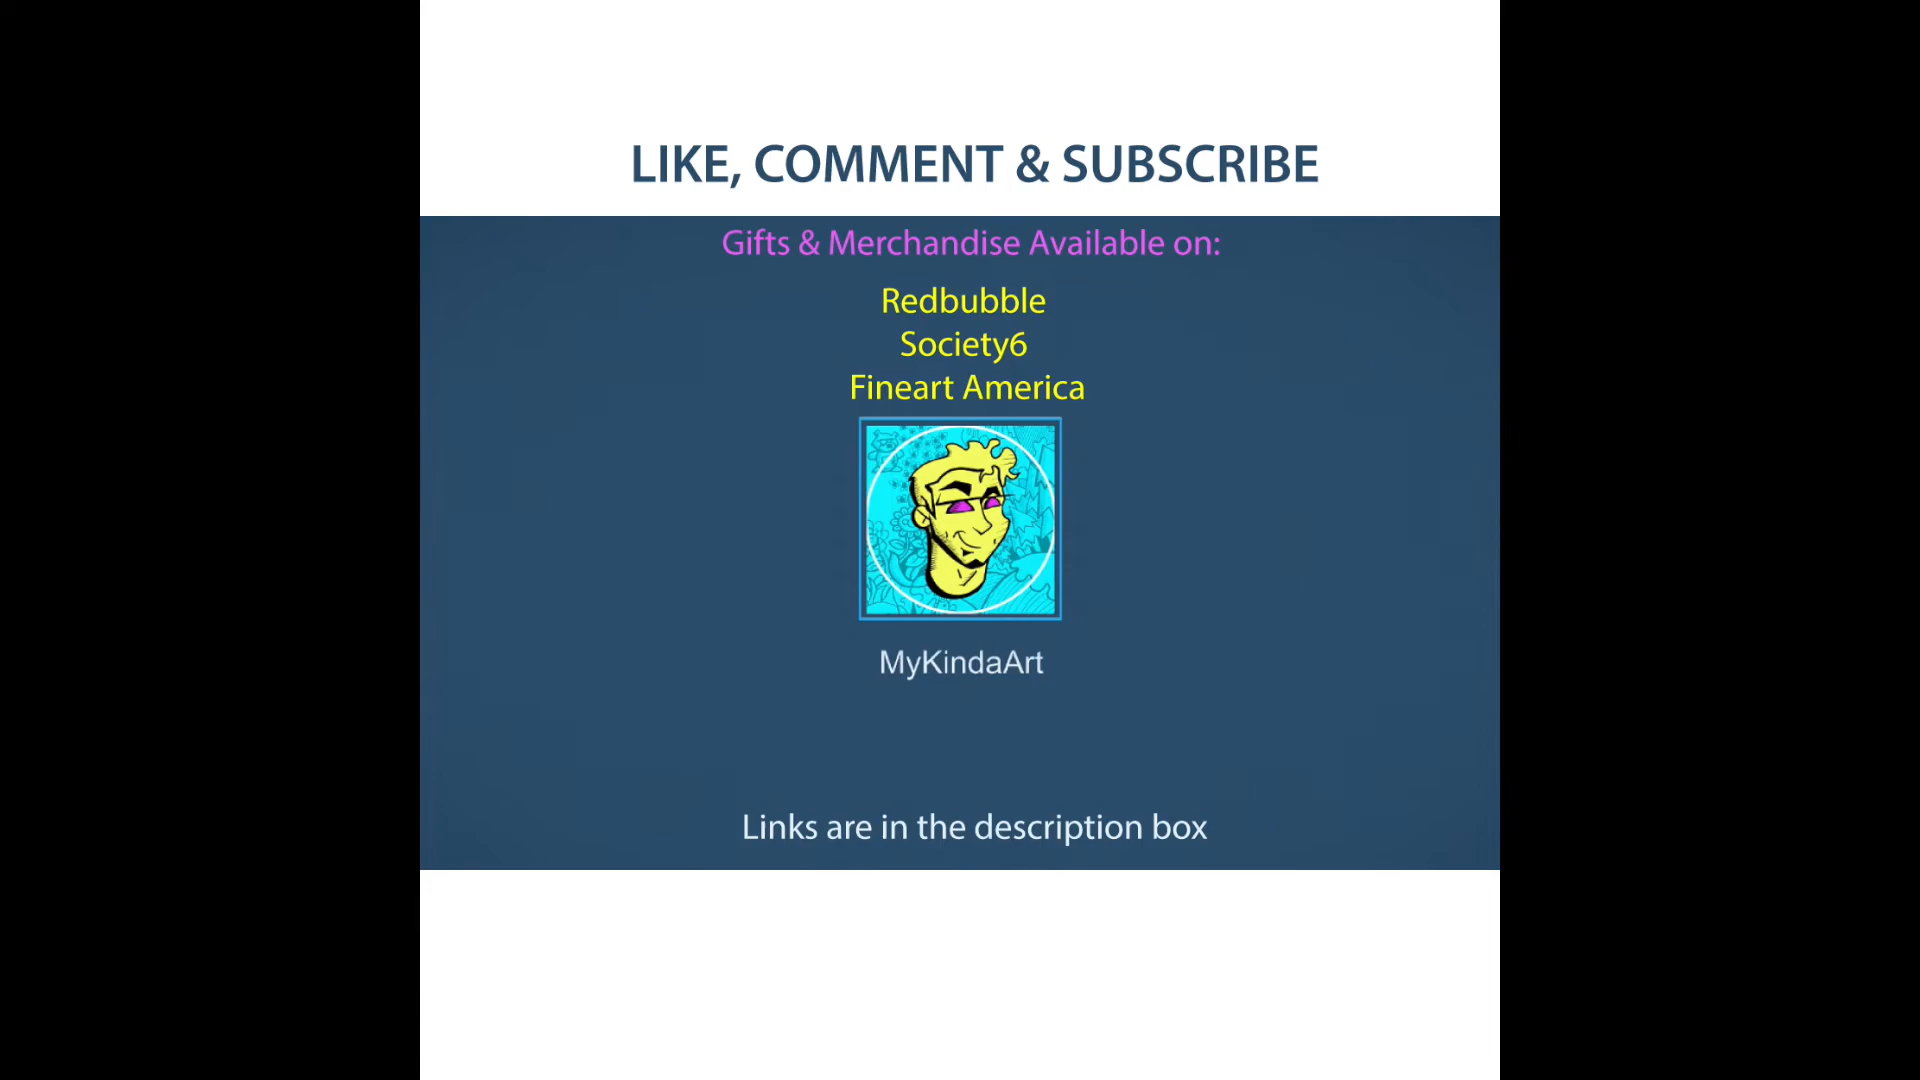 LIKE, COMMENT & SUBSCRIBE
Gifts & Merchandise Available on:
Redbubble
Society6
Fineart America
MyKindaArt
Links are in the description box